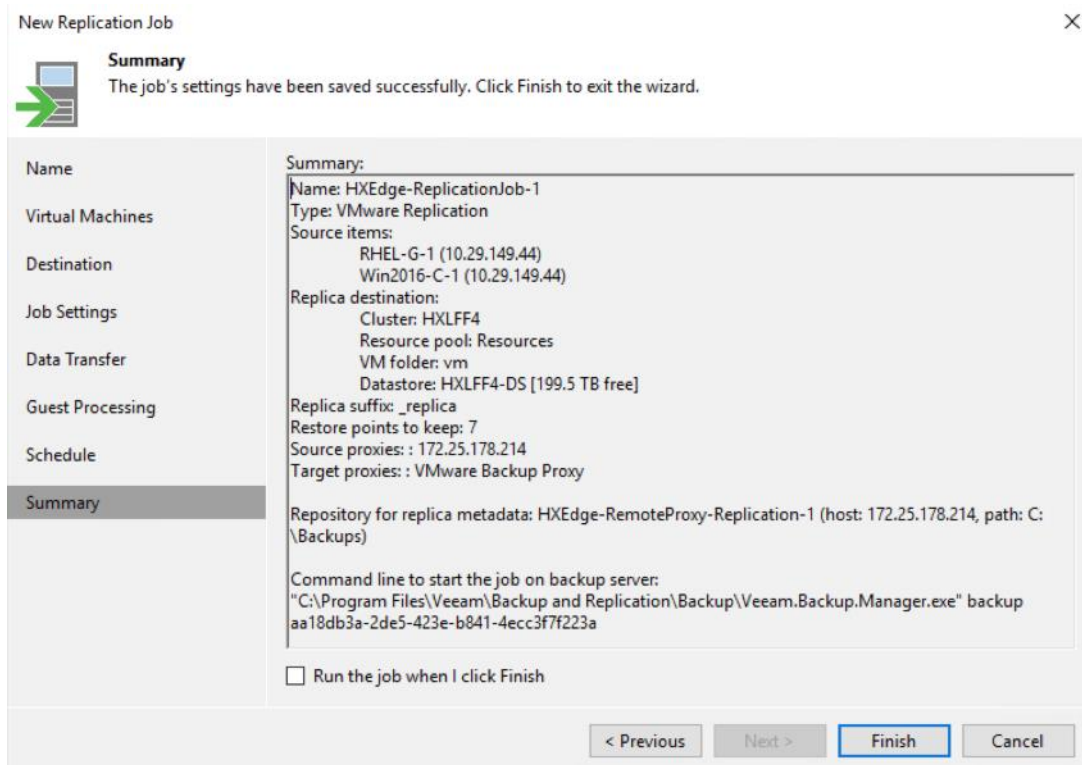 New Replication Job
Summary
The job's settings have been saved successfully. Click Finish to exit the wizard.
Name
Virtual Machines
Destination
Job Settings
Data Transfer
Guest Processing
Schedule
Summary
Summary:
Name: HXEdge-ReplicationJob-1
Type: VMware Replication
Source items:
RHEL-G-1 (10.29.149.44)
Win2016-C-1 (10.29.149.44)
Replica destination:
Cluster: HXLFF4
Resource pool: Resources
VM folder: vm
Datastore: HXLFF4-DS [199.5 TB free]
Replica suffix: _replica
Restore points to keep: 7
Source proxies: : 172.25.178.214
Target proxies: : VMware Backup Proxy
Repository for replica metadata: HXEdge-RemoteProxy-Replication-1 (host: 172.25.178.214, path: C:
\Backups)
Command line to start the job on backup server:
"C:\Program Files\Veeam\Backup and Replication\Backup\Veeam.Backup.Manager.exe" backup
aa18db3a-2de5-423e-b841-4ecc3f7f223a
Run the job when I click Finish
< Previous
Next >
Finish
Cancel